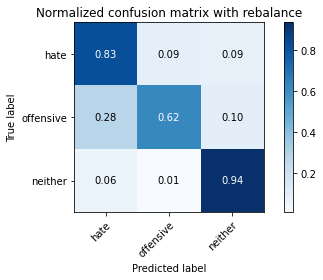 Normalized confusion matrix with rebalance
hate 0.83 0.09 0.09
offensive 0.28 0.62 0.10
neither 0.06 0.01 0.94
True label
hate offensive neither
Predicted label
0.8
0.6
0.4
0.2